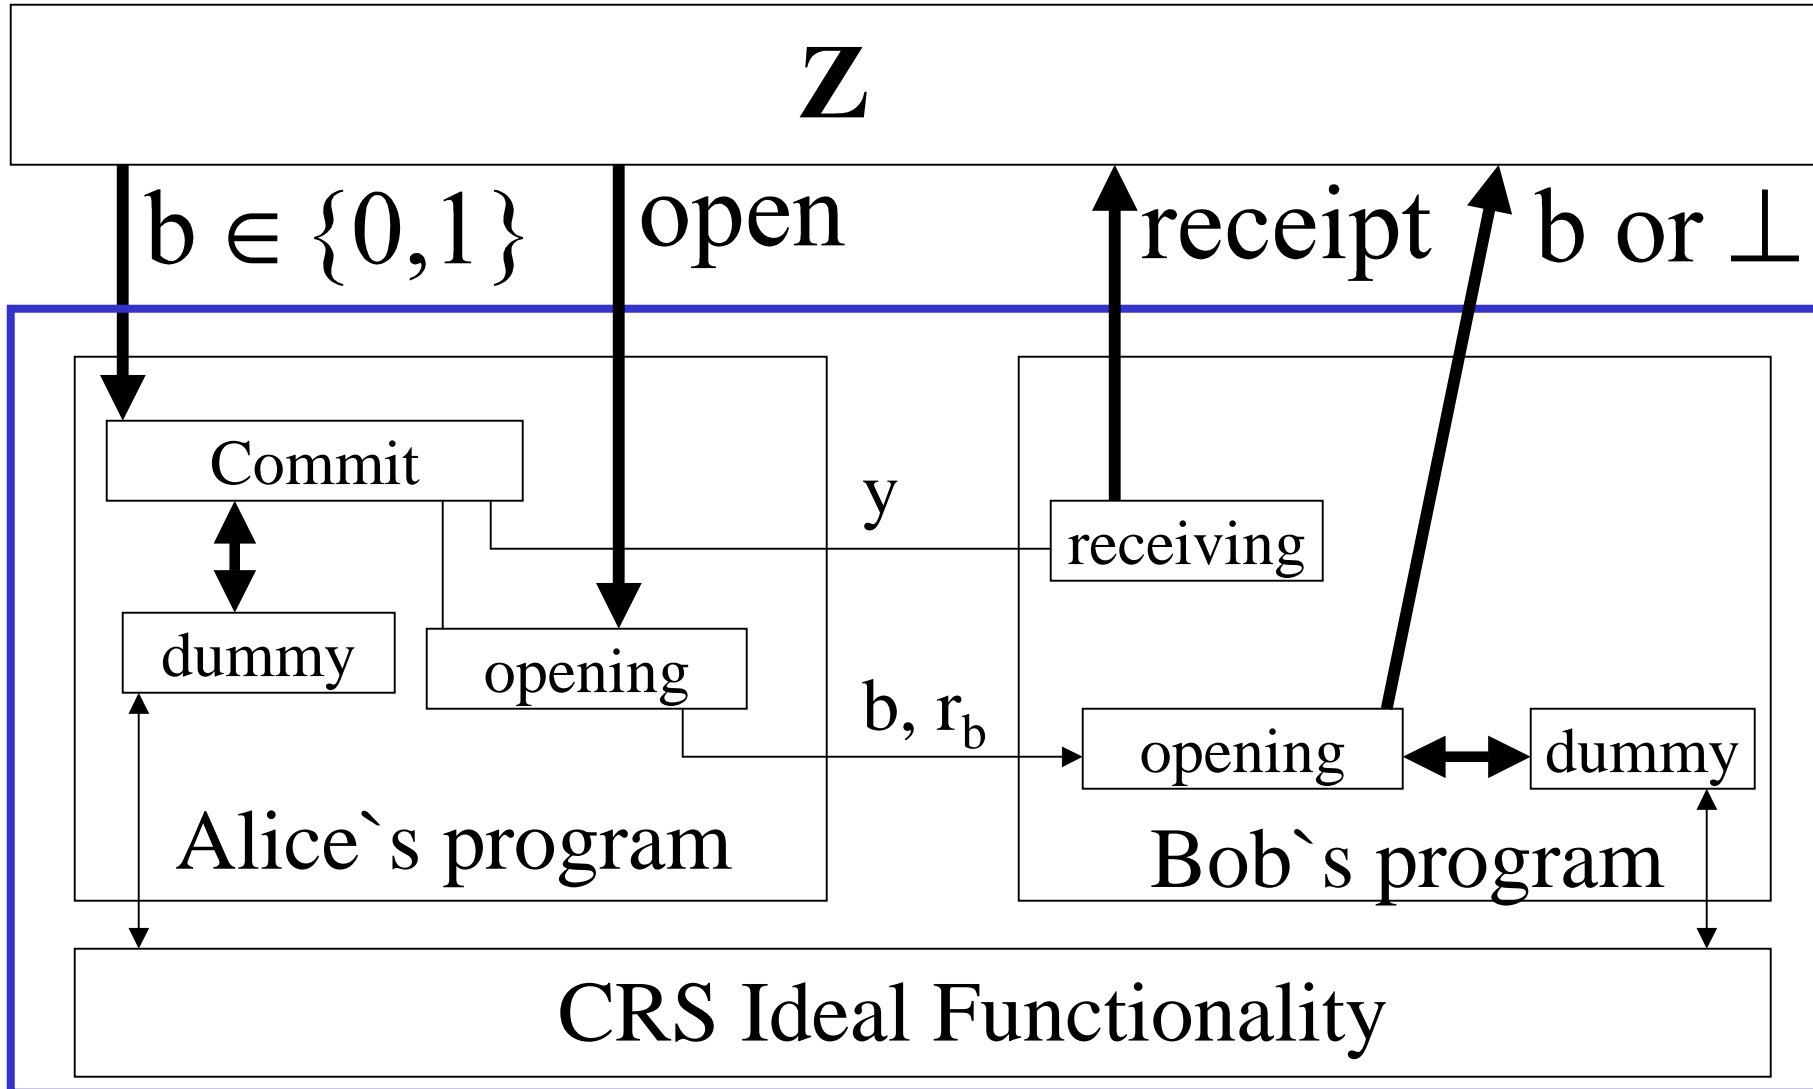 Z
b ∈ {0,1}
open
receipt
b or ⊥
Commit
y
receiving
dummy
opening
b, r_b
opening
dummy
Alice`s program
Bob`s program
CRS Ideal Functionality